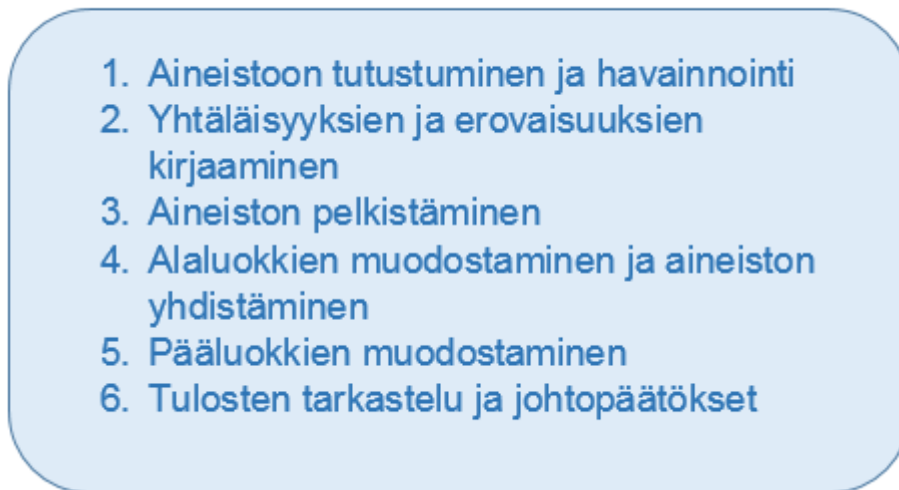 1. Aineistoon tutustuminen ja havainnointi
2. Yhtäläisyyksien ja erovaisuuksien
kirjaaminen
3. Aineiston pelkistäminen
4. Alaluokkien muodostaminen ja aineiston
yhdistäminen
5. Pääluokkien muodostaminen
6. Tulosten tarkastelu ja johtopäätökset